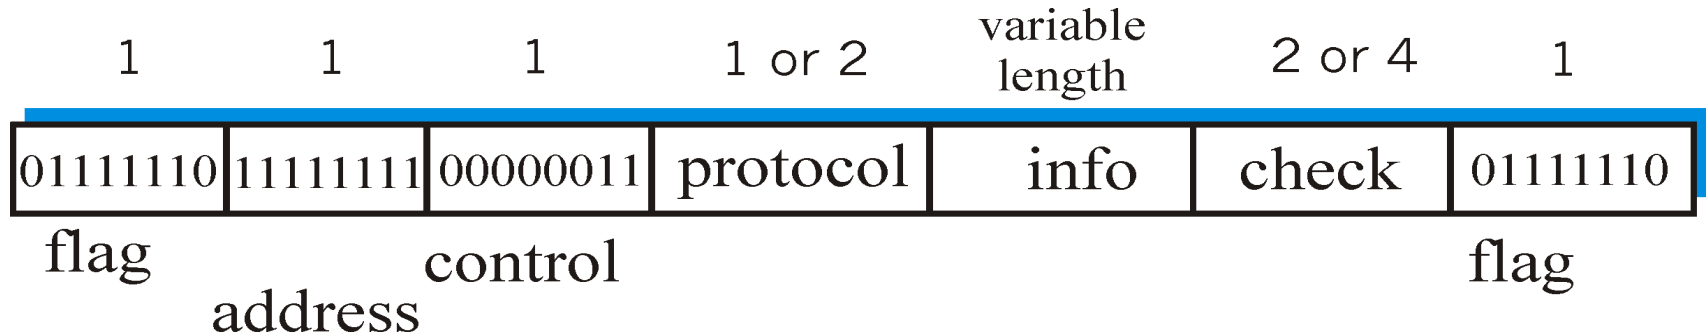 1 1 1 1 or 2 variable length 2 or 4 1
01111110 11111111 00000011 protocol info check 01111110
flag address control flag